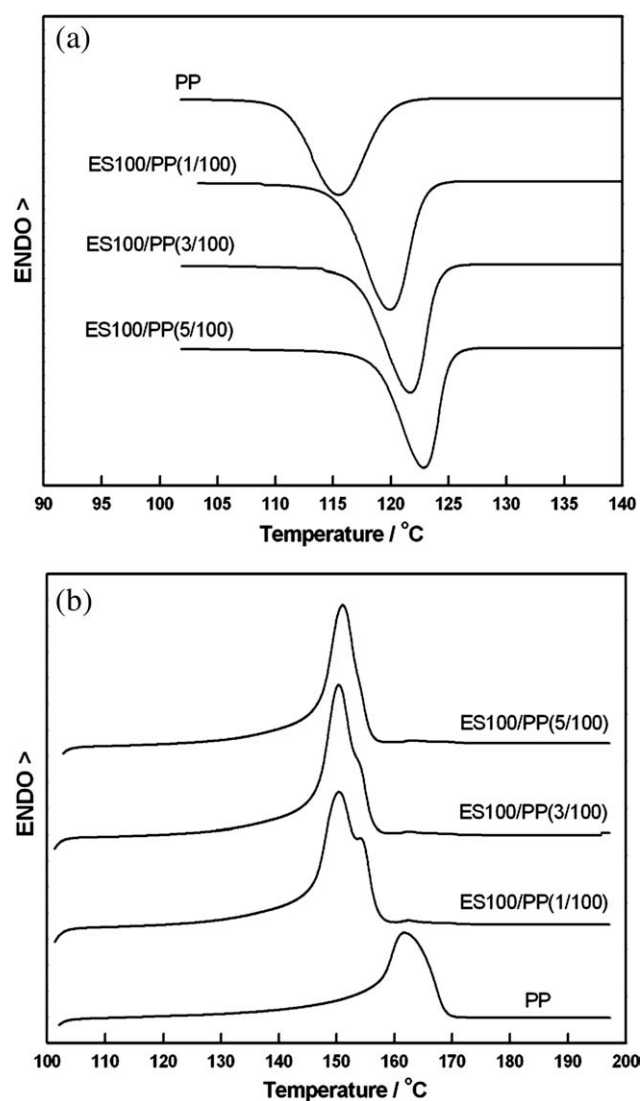 (a)
PP
ES100/PP(1/100)
ES100/PP(3/100)
ES100/PP(5/100)
ENDO >
90 95 100 105 110 115 120 125 130 135 140
Temperature / °C
(b)
ES100/PP(5/100)
ES100/PP(3/100)
ES100/PP(1/100)
PP
ENDO >
100 110 120 130 140 150 160 170 180 190 200
Temperature / °C